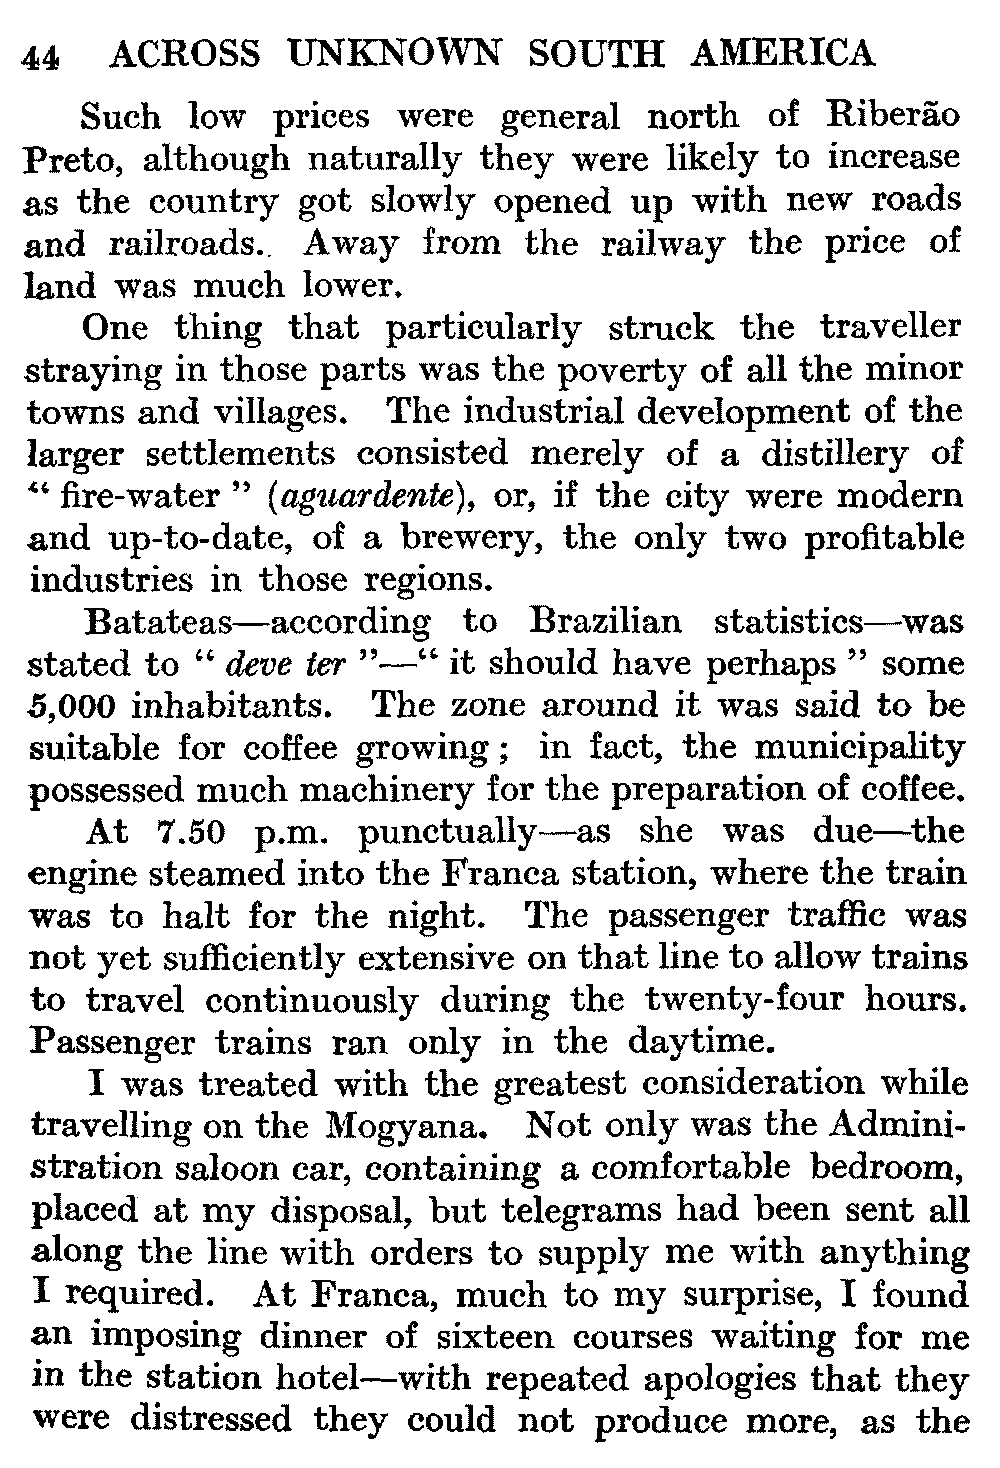 44 ACROSS UNKNOWN SOUTH AMERICA
Such low prices were general north of Riberão
Preto, although naturally they were likely to increase
as the country got slowly opened up with new roads
and railroads.. Away from the railway the price of
land was much lower.
One thing that particularly struck the traveller
straying in those parts was the poverty of all the minor
towns and villages. The industrial development of the
larger settlements consisted merely of a distillery of
“ fire-water ” (aguardente), or, if the city were modern
and up-to-date, of a brewery, the only two profitable
industries in those regions.
Batateas—according to Brazilian statistics—was
stated to “ deve ter ”—“ it should have perhaps ” some
5,000 inhabitants. The zone around it was said to be
suitable for coffee growing ; in fact, the municipality
possessed much machinery for the preparation of coffee.
At 7.50 p.m. punctually—as she was due—the
engine steamed into the Franca station, where the train
was to halt for the night. The passenger traffic was
not yet sufficiently extensive on that line to allow trains
to travel continuously during the twenty-four hours.
Passenger trains ran only in the daytime.
I was treated with the greatest consideration while
travelling on the Mogyana. Not only was the Admini-
stration saloon car, containing a comfortable bedroom,
placed at my disposal, but telegrams had been sent all
along the line with orders to supply me with anything
I required. At Franca, much to my surprise, I found
an imposing dinner of sixteen courses waiting for me
in the station hotel—with repeated apologies that they
were distressed they could not produce more, as the